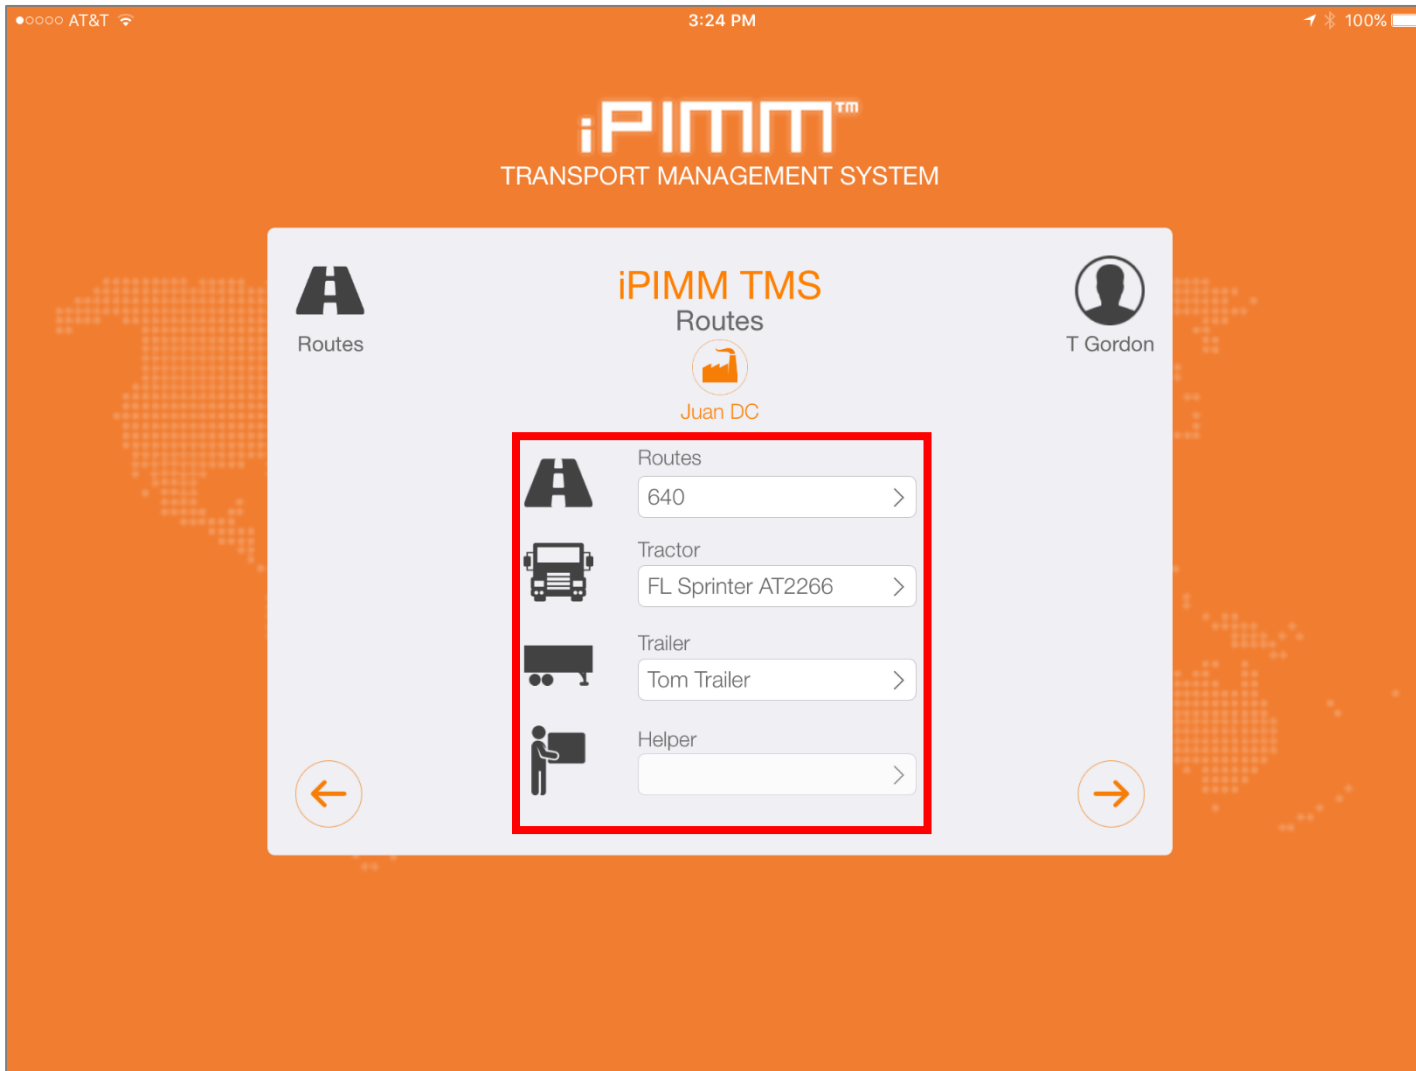 AT&T 3:24 PM 100%
iPIMM™
TRANSPORT MANAGEMENT SYSTEM
iPIMM TMS
Routes
Routes
T Gordon
Juan DC
Routes
640
Tractor
FL Sprinter AT2266
Trailer
Tom Trailer
Helper